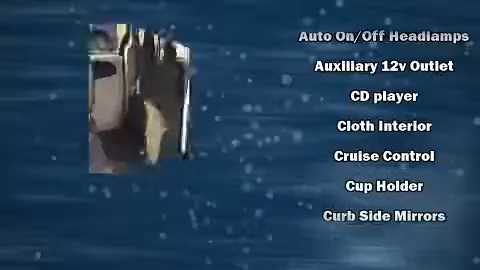 Auto On/Off Headlamps
Auxiliary 12v Outlet
CD player
Cloth Interior
Cruise Control
Cup Holder
Curb Side Mirrors